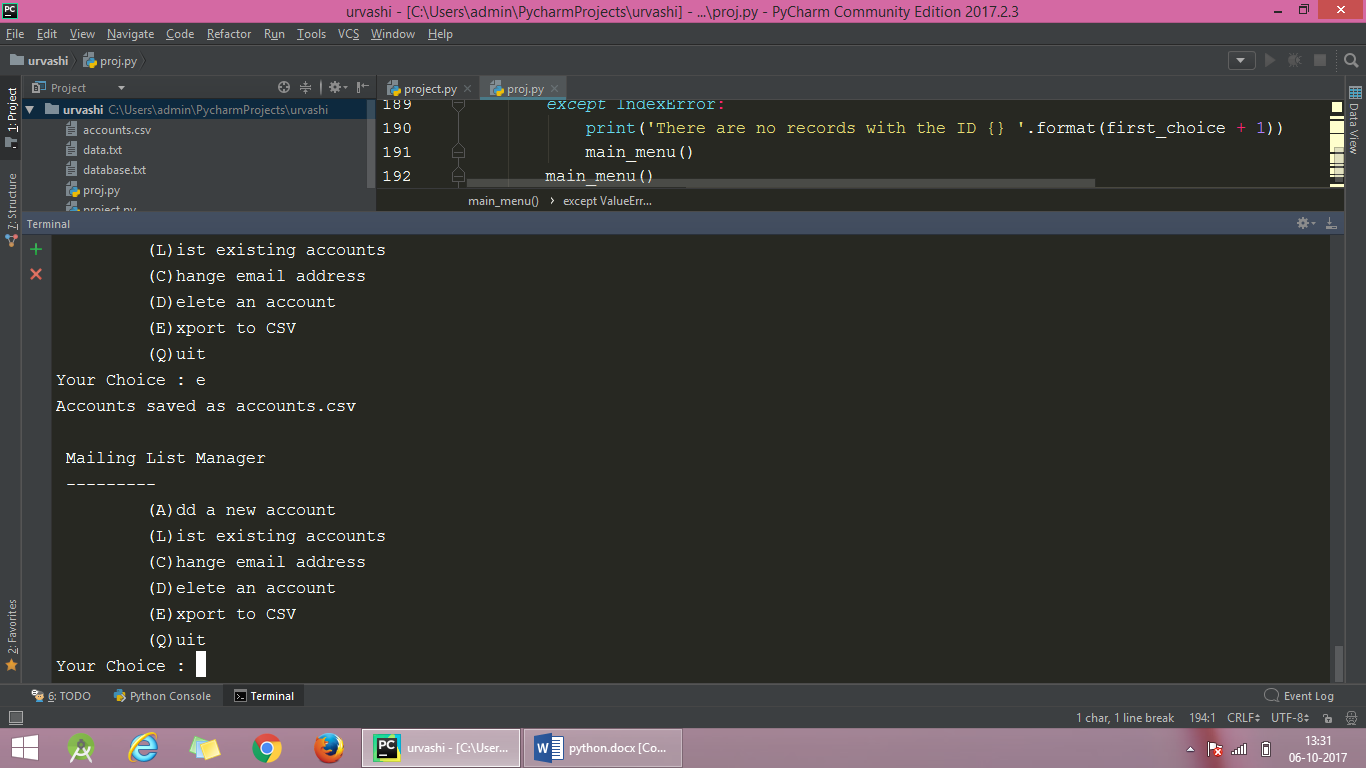 urvashi - [C:\Users\admin\PycharmProjects\urvashi] - ...\proj.py - PyCharm Community Edition 2017.2.3
File Edit View Navigate Code Refactor Run Tools VCS Window Help
urvashi proj.py
Project
project.py proj.py
1: Project
7: Structure
2: Favorites
Data View
urvashi C:\Users\admin\PycharmProjects\urvashi
accounts.csv
data.txt
database.txt
proj.py
project.py
189 except IndexError:
190 print('There are no records with the ID {} '.format(first_choice + 1))
191 main_menu()
192 main_menu()
main_menu() › except ValueErr...
Terminal
(L)ist existing accounts
(C)hange email address
(D)elete an account
(E)xport to CSV
(Q)uit
Your Choice : e
Accounts saved as accounts.csv
Mailing List Manager
---------
(A)dd a new account
(L)ist existing accounts
(C)hange email address
(D)elete an account
(E)xport to CSV
(Q)uit
Your Choice :
6: TODO Python Console Terminal Event Log
1 char, 1 line break 194:1 CRLF UTF-8
PC urvashi - [C:\User... python.docx [Co...
13:31
06-10-2017